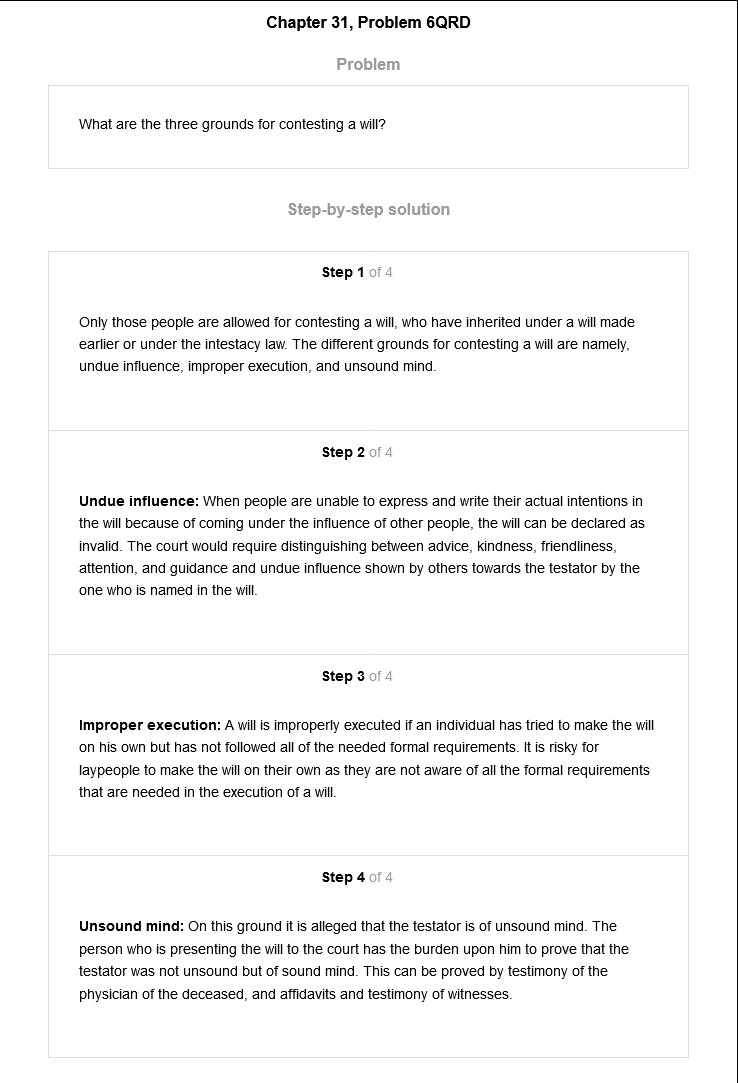 Chapter 31, Problem 6QRD
Problem
What are the three grounds for contesting a will?
Step-by-step solution
Step 1 of 4
Only those people are allowed for contesting a will, who have inherited under a will made
earlier or under the intestacy law. The different grounds for contesting a will are namely,
undue influence, improper execution, and unsound mind.
Step 2 of 4
Undue influence: When people are unable to express and write their actual intentions in
the will because of coming under the influence of other people, the will can be declared as
invalid. The court would require distinguishing between advice, kindness, friendliness,
attention, and guidance and undue influence shown by others towards the testator by the
one who is named in the will.
Step 3 of 4
Improper execution: A will is improperly executed if an individual has tried to make the will
on his own but has not followed all of the needed formal requirements. It is risky for
laypeople to make the will on their own as they are not aware of all the formal requirements
that are needed in the execution of a will.
Step 4 of 4
Unsound mind: On this ground it is alleged that the testator is of unsound mind. The
person who is presenting the will to the court has the burden upon him to prove that the
testator was not unsound but of sound mind. This can be proved by testimony of the
physician of the deceased, and affidavits and testimony of witnesses.